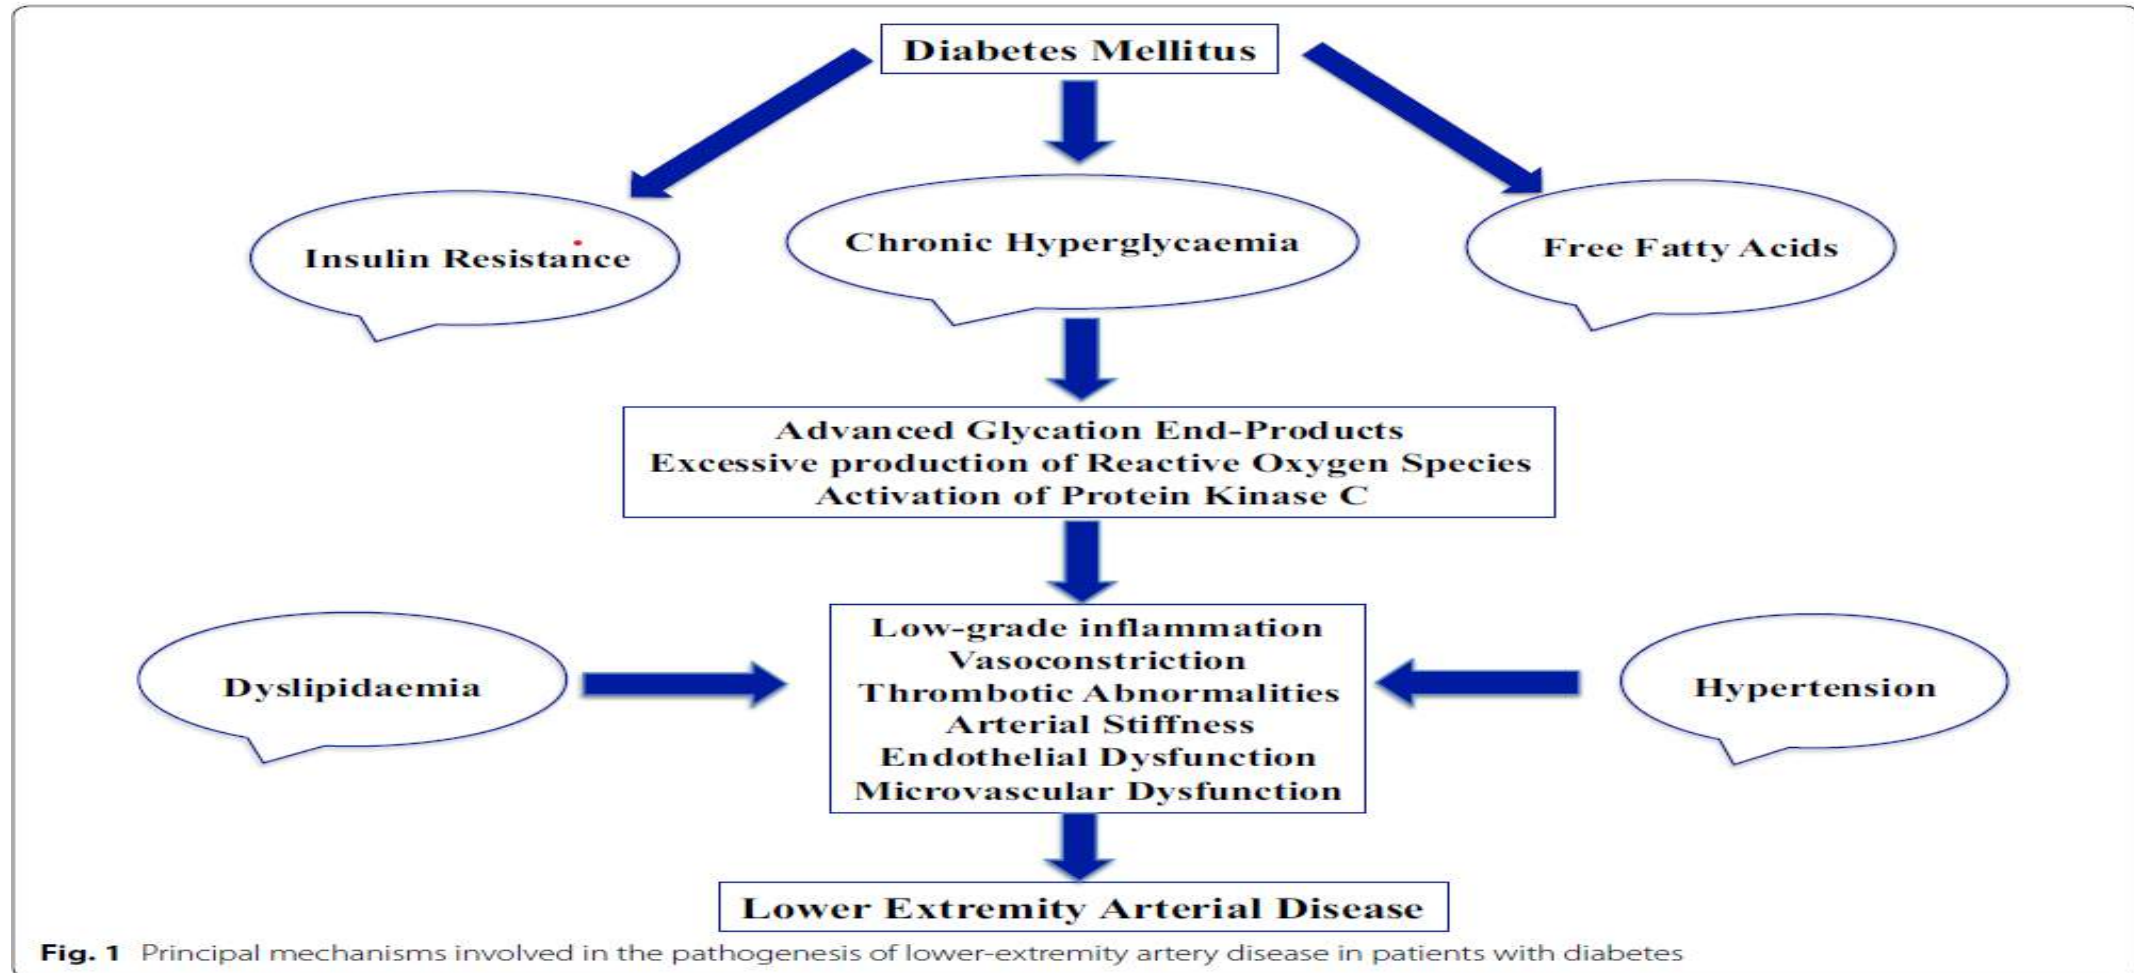 Diabetes Mellitus
Insulin Resistance
Chronic Hyperglycaemia
Free Fatty Acids
Advanced Glycation End-Products
Excessive production of Reactive Oxygen Species
Activation of Protein Kinase C
Dyslipidaemia
Low-grade inflammation
Vasoconstriction
Thrombotic Abnormalities
Arterial Stiffness
Endothelial Dysfunction
Microvascular Dysfunction
Hypertension
Lower Extremity Arterial Disease
Fig. 1 Principal mechanisms involved in the pathogenesis of lower-extremity artery disease in patients with diabetes